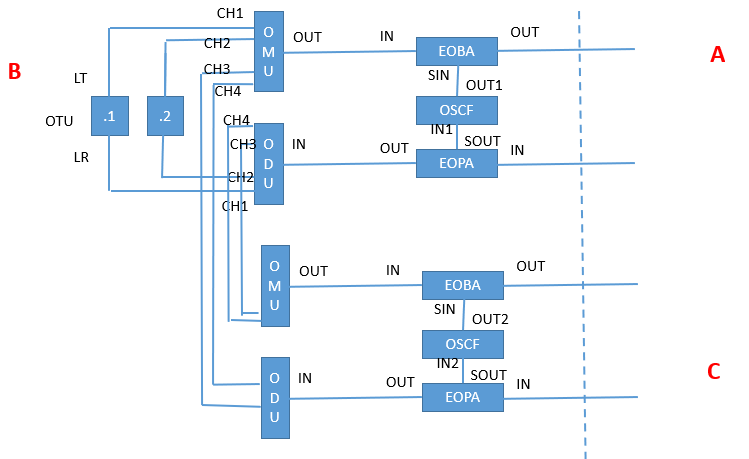 CH1
OUT
O
M
U
OUT
IN
EOBA
A
CH2
B
LT
CH3
SIN
OUT1
CH4
OTU
.1
.2
OSCF
CH4
IN1
CH3
O
D
U
IN
OUT
SOUT
IN
EOPA
LR
CH2
CH1
O
M
U
OUT
IN
EOBA
OUT
SIN
OUT2
OSCF
IN2
O
D
U
IN
OUT
SOUT
IN
EOPA
C